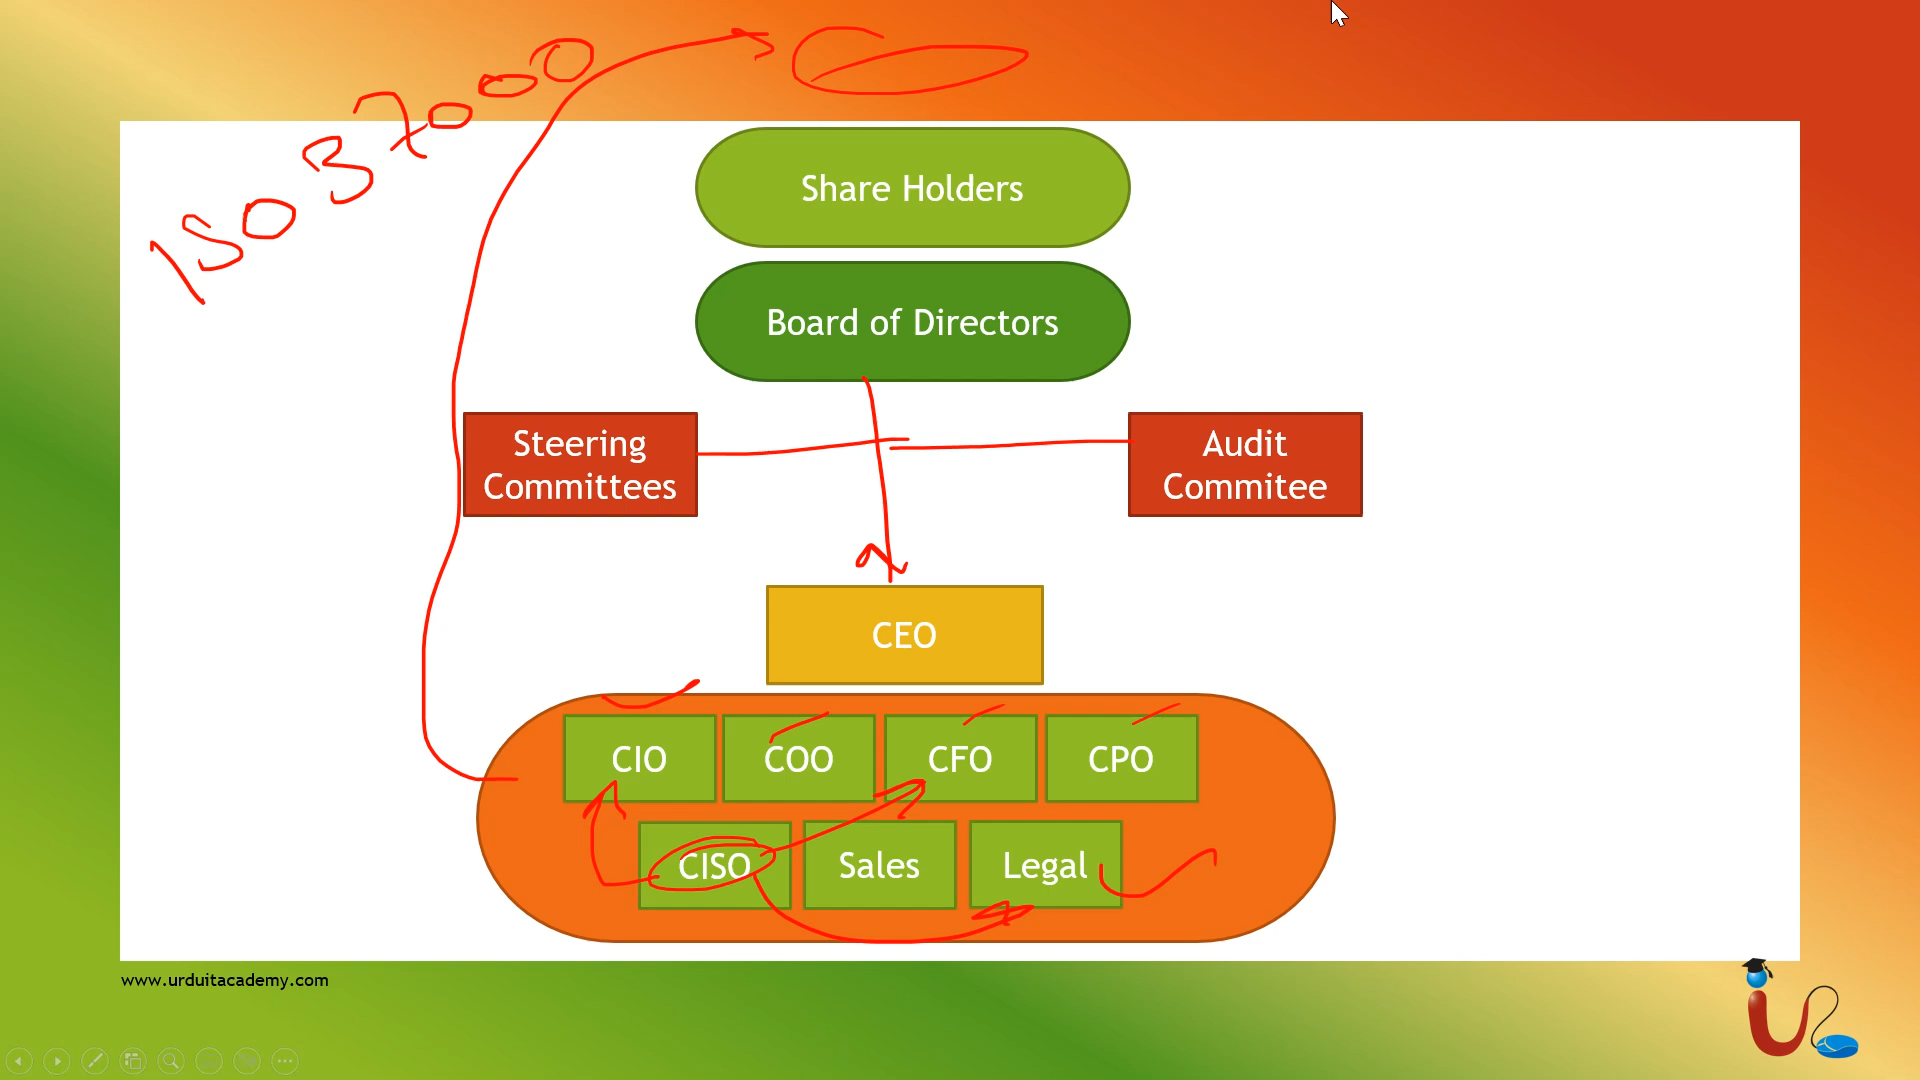 ISO 37000
Share Holders
Board of Directors
Steering
Committees
Audit
Commitee
CEO
CIO
COO
CFO
CPO
CISO
Sales
Legal
www.urduitacademy.com